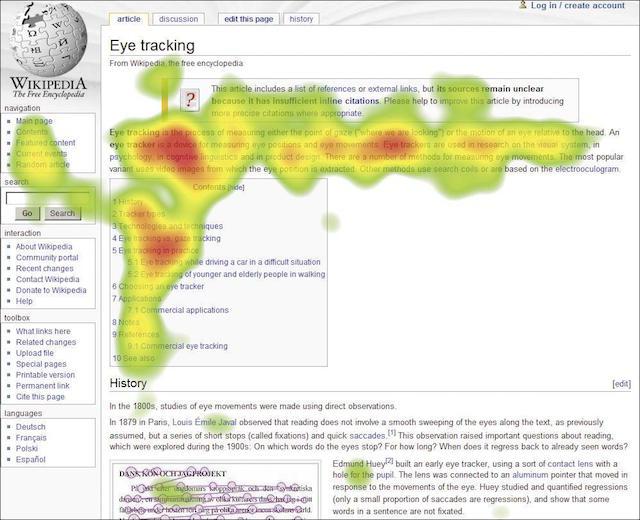 Log in / create account
article
discussion
edit this page
history
WIKIPEDIA
The Free Encyclopedia
navigation
Main page
Contents
Featured content
Current events
Random article
search
Go
Search
interaction
About Wikipedia
Community portal
Recent changes
Contact Wikipedia
Donate to Wikipedia
Help
toolbox
What links here
Related changes
Upload file
Special pages
Printable version
Permanent link
Cite this page
languages
Deutsch
Français
Polski
Español
Eye tracking
From Wikipedia, the free encyclopedia
?
This article includes a list of references or external links, but its sources remain unclear
because it has insufficient inline citations. Please help to improve this article by introducing
more precise citations where appropriate.
Eye tracking is the process of measuring either the point of gaze ("where we are looking") or the motion of an eye relative to the head. An
eye tracker is a device for measuring eye positions and eye movements. Eye trackers are used in research on the visual system, in
psychology, in cognitive linguistics and in product design. There are a number of methods for measuring eye movements. The most popular
variant uses video images from which the eye position is extracted. Other methods use search coils or are based on the electrooculogram.
Contents [hide]
1 History
2 Tracker types
3 Technologies and techniques
4 Eye tracking vs. gaze tracking
5 Eye tracking in practice
5.1 Eye tracking while driving a car in a difficult situation
5.2 Eye tracking of younger and elderly people in walking
6 Choosing an eye tracker
7 Applications
7.1 Commercial applications
8 Notes
9 References
9.1 Commercial eye tracking
10 See also
History
[edit]
In the 1800s, studies of eye movements were made using direct observations.
In 1879 in Paris, Louis Émile Javal observed that reading does not involve a smooth sweeping of the eyes along the text, as previously
assumed, but a series of short stops (called fixations) and quick saccades.[1] This observation raised important questions about reading,
which were explored during the 1900s: On which words do the eyes stop? For how long? When does it regress back to already seen words?
DANS, KÖN OCH JAGPROJEKT
Edmund Huey[2] built an early eye tracker, using a sort of contact lens with a
hole for the pupil. The lens was connected to an aluminum pointer that moved in
response to the movements of the eye. Huey studied and quantified regressions
(only a small proportion of saccades are regressions), and show that some
words in a sentence are not fixated.